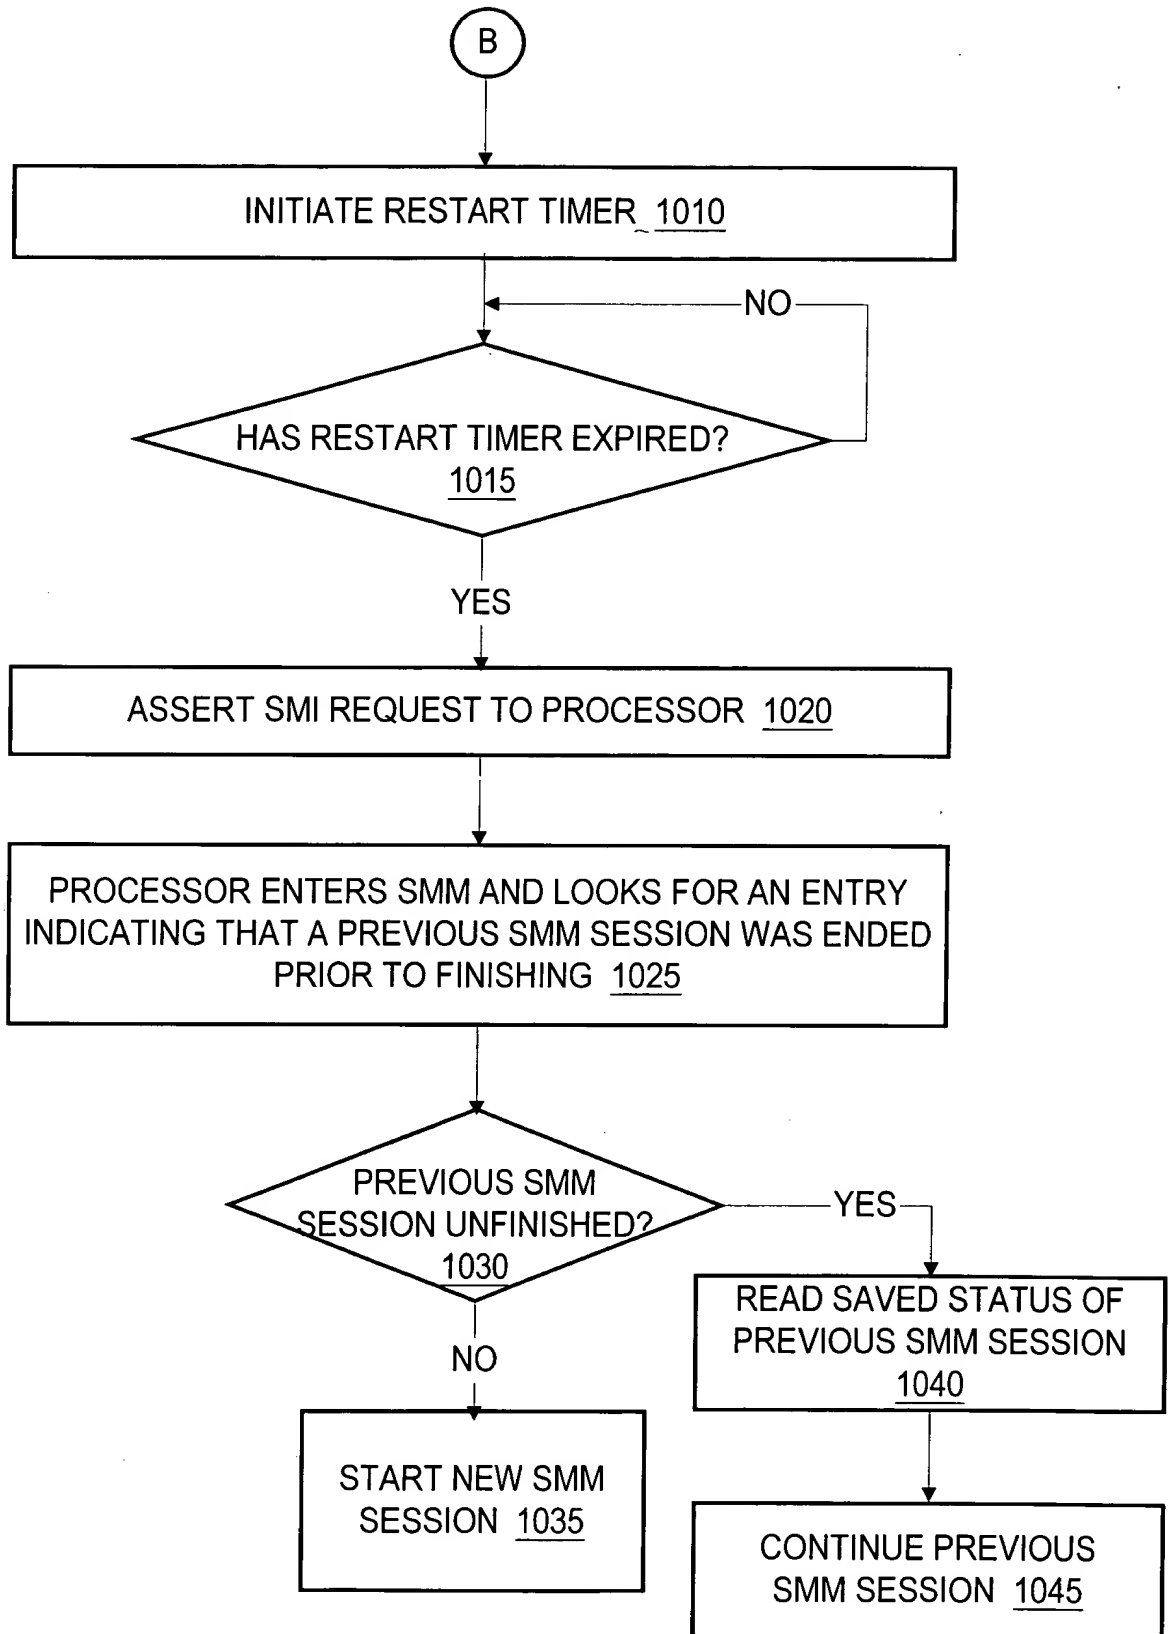 B
INITIATE RESTART TIMER 1010
NO
HAS RESTART TIMER EXPIRED?
1015
YES
ASSERT SMI REQUEST TO PROCESSOR 1020
PROCESSOR ENTERS SMM AND LOOKS FOR AN ENTRY
INDICATING THAT A PREVIOUS SMM SESSION WAS ENDED
PRIOR TO FINISHING 1025
PREVIOUS SMM
SESSION UNFINISHED?
1030
YES
READ SAVED STATUS OF
PREVIOUS SMM SESSION
1040
NO
START NEW SMM
SESSION 1035
CONTINUE PREVIOUS
SMM SESSION 1045